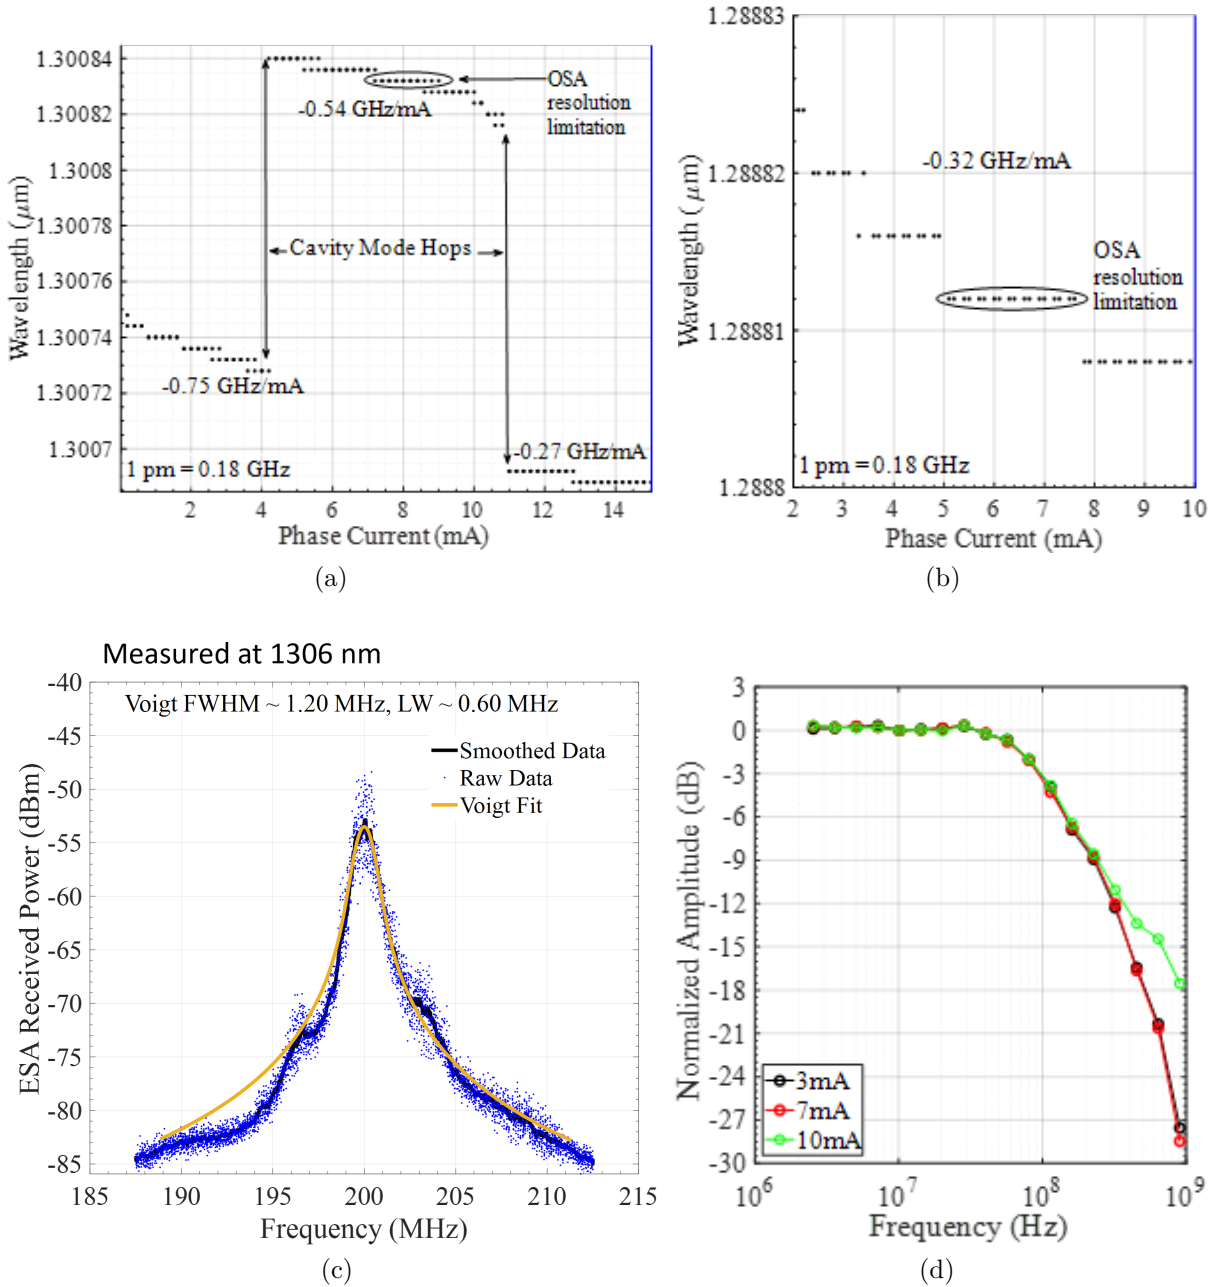 1.30084
1.30082
1.3008
1.30078
1.30076
1.30074
1.30072
1.3007
Wavelength (μm)
OSA
resolution
limitation
-0.54 GHz/mA
Cavity Mode Hops
-0.75 GHz/mA
-0.27 GHz/mA
1 pm = 0.18 GHz
2 4 6 8 10 12 14
Phase Current (mA)
(a)
1.28883
1.28882
1.28881
1.2888
Wavelength (μm)
-0.32 GHz/mA
OSA
resolution
limitation
1 pm = 0.18 GHz
2 3 4 5 6 7 8 9 10
Phase Current (mA)
(b)
Measured at 1306 nm
Voigt FWHM ~ 1.20 MHz, LW ~ 0.60 MHz
Smoothed Data
Raw Data
Voigt Fit
-40
-45
-50
-55
-60
-65
-70
-75
-80
-85
ESA Received Power (dBm)
185 190 195 200 205 210 215
Frequency (MHz)
(c)
3
0
-3
-6
-9
-12
-15
-18
-21
-24
-27
-30
Normalized Amplitude (dB)
3mA
7mA
10mA
10^6 10^7 10^8 10^9
Frequency (Hz)
(d)